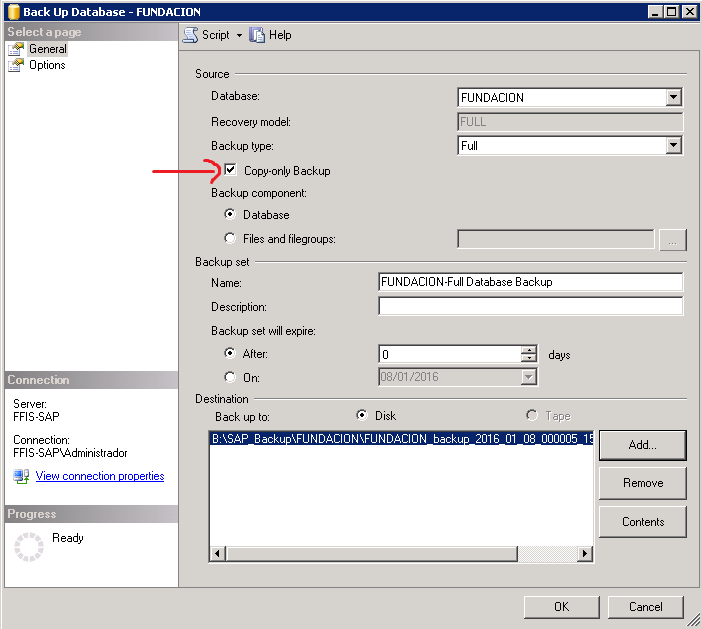 Back Up Database - FUNDACION
Select a page
General
Options
Script
Help
Source
Database:
FUNDACION
Recovery model:
FULL
Backup type:
Full
Copy-only Backup
Backup component:
Database
Files and filegroups:
...
Backup set
Name:
FUNDACION-Full Database Backup
Description:
Backup set will expire:
After:
0
days
On:
08/01/2016
Destination
Back up to:
Disk
Tape
B:\SAP_Backup\FUNDACION\FUNDACION_backup_2016_01_08_000005_15
Add...
Remove
Contents
Connection
Server:
FFIS-SAP
Connection:
FFIS-SAP\Administrador
View connection properties
Progress
Ready
OK
Cancel